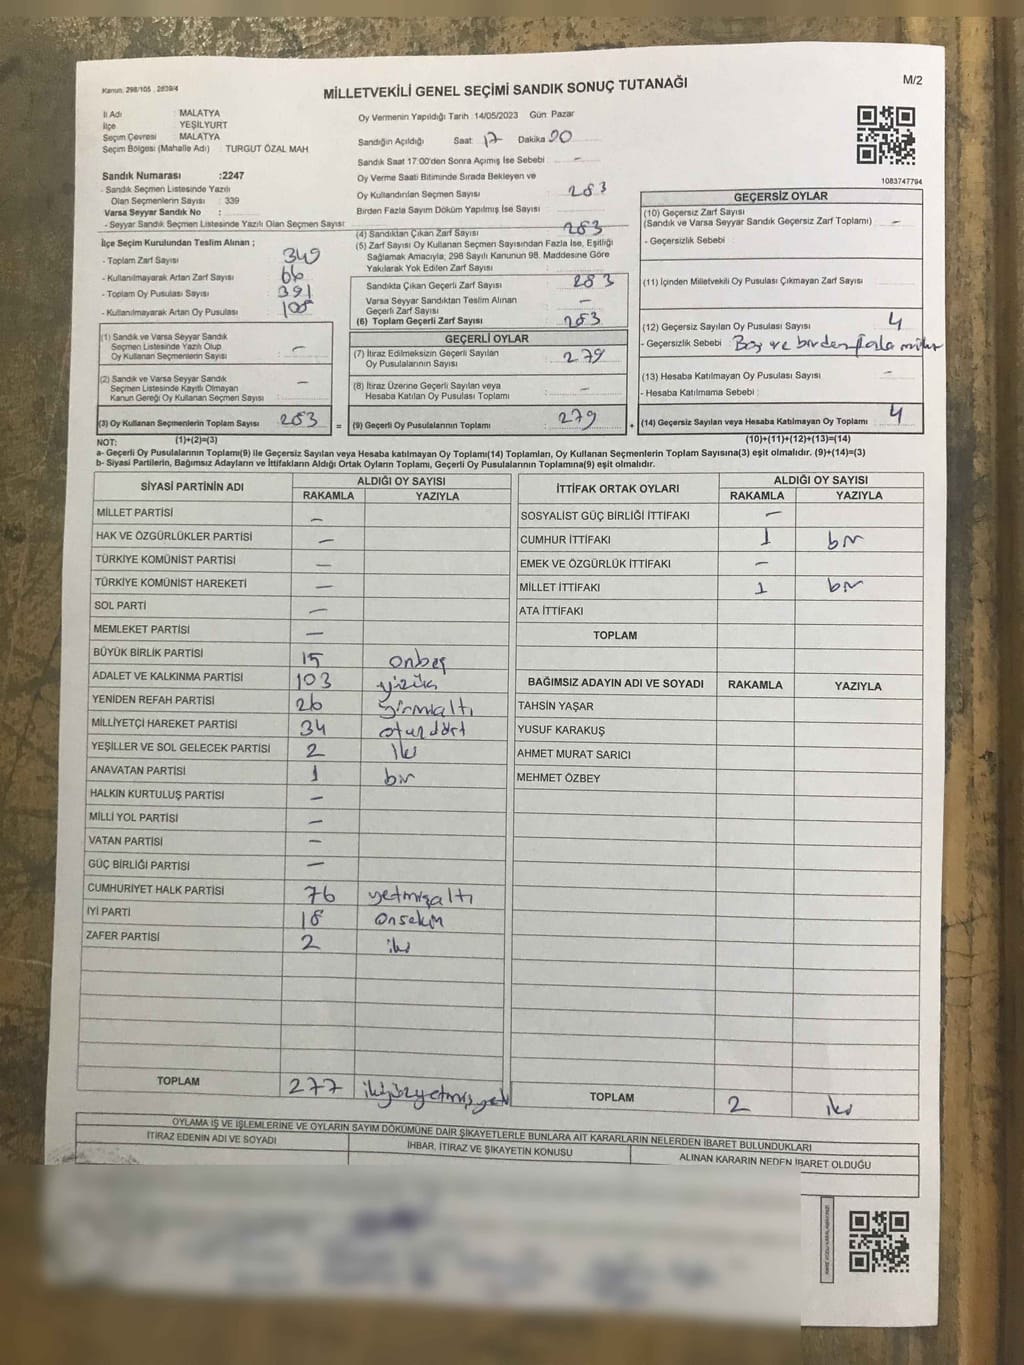 Kanun, 298/105 , 2839/4
MİLLETVEKİLİ GENEL SEÇİMİ SANDIK SONUÇ TUTANAĞI
M/2
İl Adı : MALATYA
İlçe : YEŞİLYURT
Seçim Çevresi : MALATYA
Seçim Bölgesi (Mahalle Adı) : TURGUT ÖZAL MAH
Sandık Numarası :2247
- Sandık Seçmen Listesinde Yazılı
Olan Seçmenlerin Sayısı : 339
Varsa Seyyar Sandık No :
- Seyyar Sandık Seçmen Listesinde Yazılı Olan Seçmen Sayısı:
İlçe Seçim Kurulundan Teslim Alınan ;
- Toplam Zarf Sayısı 349
- Kullanılmayarak Artan Zarf Sayısı 66
- Toplam Oy Pusulası Sayısı 391
- Kullanılmayarak Artan Oy Pusulası 108
(1) Sandık ve Varsa Seyyar Sandık
Seçmen Listesinde Yazılı Olup
Oy Kullanan Seçmenlerin Sayısı –
(2) Sandık ve Varsa Seyyar Sandık
Seçmen Listesinde Kayıtlı Olmayan
Kanun Gereği Oy Kullanan Seçmen Sayısı : –
(3) Oy Kullanan Seçmenlerin Toplam Sayısı 283 =
Oy Vermenin Yapıldığı Tarih : 14/05/2023 Gün: Pazar
Sandığın Açıldığı Saat: 17 Dakika 00
Sandık Saat 17:00'den Sonra Açımış İse Sebebi : –
Oy Verme Saati Bitiminde Sırada Bekleyen ve
Oy Kullandırılan Seçmen Sayısı 283
Birden Fazla Sayım Döküm Yapılmış İse Sayısı
(4) Sandıktan Çıkan Zarf Sayısı 283
(5) Zarf Sayısı Oy Kullanan Seçmen Sayısından Fazla İse, Eşitliği
Sağlamak Amacıyla; 298 Sayılı Kanunun 98. Maddesine Göre
Yakılarak Yok Edilen Zarf Sayısı
Sandıkta Çıkan Geçerli Zarf Sayısı 283
Varsa Seyyar Sandıktan Teslim Alınan
Geçerli Zarf Sayısı –
(6) Toplam Geçerli Zarf Sayısı 283
GEÇERLİ OYLAR
(7) İtiraz Edilmeksizin Geçerli Sayılan
Oy Pusulalarının Sayısı 279
(8) İtiraz Üzerine Geçerli Sayılan veya
Hesaba Katılan Oy Pusulası Toplamı –
(9) Geçerli Oy Pusulalarının Toplamı 279 +
1083747794
GEÇERSİZ OYLAR
(10) Geçersiz Zarf Sayısı
(Sandık ve Varsa Seyyar Sandık Geçersiz Zarf Toplamı) –
- Geçersizlik Sebebi :
(11) İçinden Milletvekili Oy Pusulası Çıkmayan Zarf Sayısı
(12) Geçersiz Sayılan Oy Pusulası Sayısı 4
- Geçersizlik Sebebi : Boş ve birden fazla mühür
(13) Hesaba Katılmayan Oy Pusulası Sayısı –
- Hesaba Katılmama Sebebi :
(14) Geçersiz Sayılan veya Hesaba Katılmayan Oy Toplamı 4
NOT: (1)+(2)=(3) (10)+(11)+(12)+(13)=(14)
a- Geçerli Oy Pusulalarının Toplamı(9) ile Geçersiz Sayılan veya Hesaba katılmayan Oy Toplamı(14) Toplamları, Oy Kullanan Seçmenlerin Toplam Sayısına(3) eşit olmalıdır. (9)+(14)=(3)
b- Siyasi Partilerin, Bağımsız Adayların ve İttifakların Aldığı Ortak Oyların Toplamı, Geçerli Oy Pusulalarının Toplamına(9) eşit olmalıdır.
SİYASİ PARTİNİN ADI ALDIĞI OY SAYISI
RAKAMLA YAZIYLA
MİLLET PARTİSİ –
HAK VE ÖZGÜRLÜKLER PARTİSİ –
TÜRKİYE KOMÜNİST PARTİSİ –
TÜRKİYE KOMÜNİST HAREKETİ –
SOL PARTİ –
MEMLEKET PARTİSİ –
BÜYÜK BİRLİK PARTİSİ 15 onbeş
ADALET VE KALKINMA PARTİSİ 103 yüzüç
YENİDEN REFAH PARTİSİ 26 yirmialtı
MİLLİYETÇİ HAREKET PARTİSİ 34 otuzdört
YEŞİLLER VE SOL GELECEK PARTİSİ 2 iki
ANAVATAN PARTİSİ 1 bir
HALKIN KURTULUŞ PARTİSİ –
MİLLİ YOL PARTİSİ –
VATAN PARTİSİ –
GÜÇ BİRLİĞİ PARTİSİ –
CUMHURİYET HALK PARTİSİ 76 yetmişaltı
İYİ PARTİ 18 onsekiz
ZAFER PARTİSİ 2 iki
TOPLAM 277 ikiyüzyetmişyedi
İTTİFAK ORTAK OYLARI ALDIĞI OY SAYISI
RAKAMLA YAZIYLA
SOSYALİST GÜÇ BİRLİĞİ İTTİFAKI –
CUMHUR İTTİFAKI 1 bir
EMEK VE ÖZGÜRLÜK İTTİFAKI –
MİLLET İTTİFAKI 1 bir
ATA İTTİFAKI
TOPLAM
BAĞIMSIZ ADAYIN ADI VE SOYADI RAKAMLA YAZIYLA
TAHSİN YAŞAR
YUSUF KARAKUŞ
AHMET MURAT SARICI
MEHMET ÖZBEY
TOPLAM 2 iki
OYLAMA İŞ VE İŞLEMLERİNE VE OYLARIN SAYIM DÖKÜMÜNE DAİR ŞİKAYETLERLE BUNLARA AİT KARARLARIN NELERDEN İBARET BULUNDUKLARI
İTİRAZ EDENİN ADI VE SOYADI İHBAR, İTİRAZ VE ŞİKAYETİN KONUSU ALINAN KARARIN NEDEN İBARET OLDUĞU